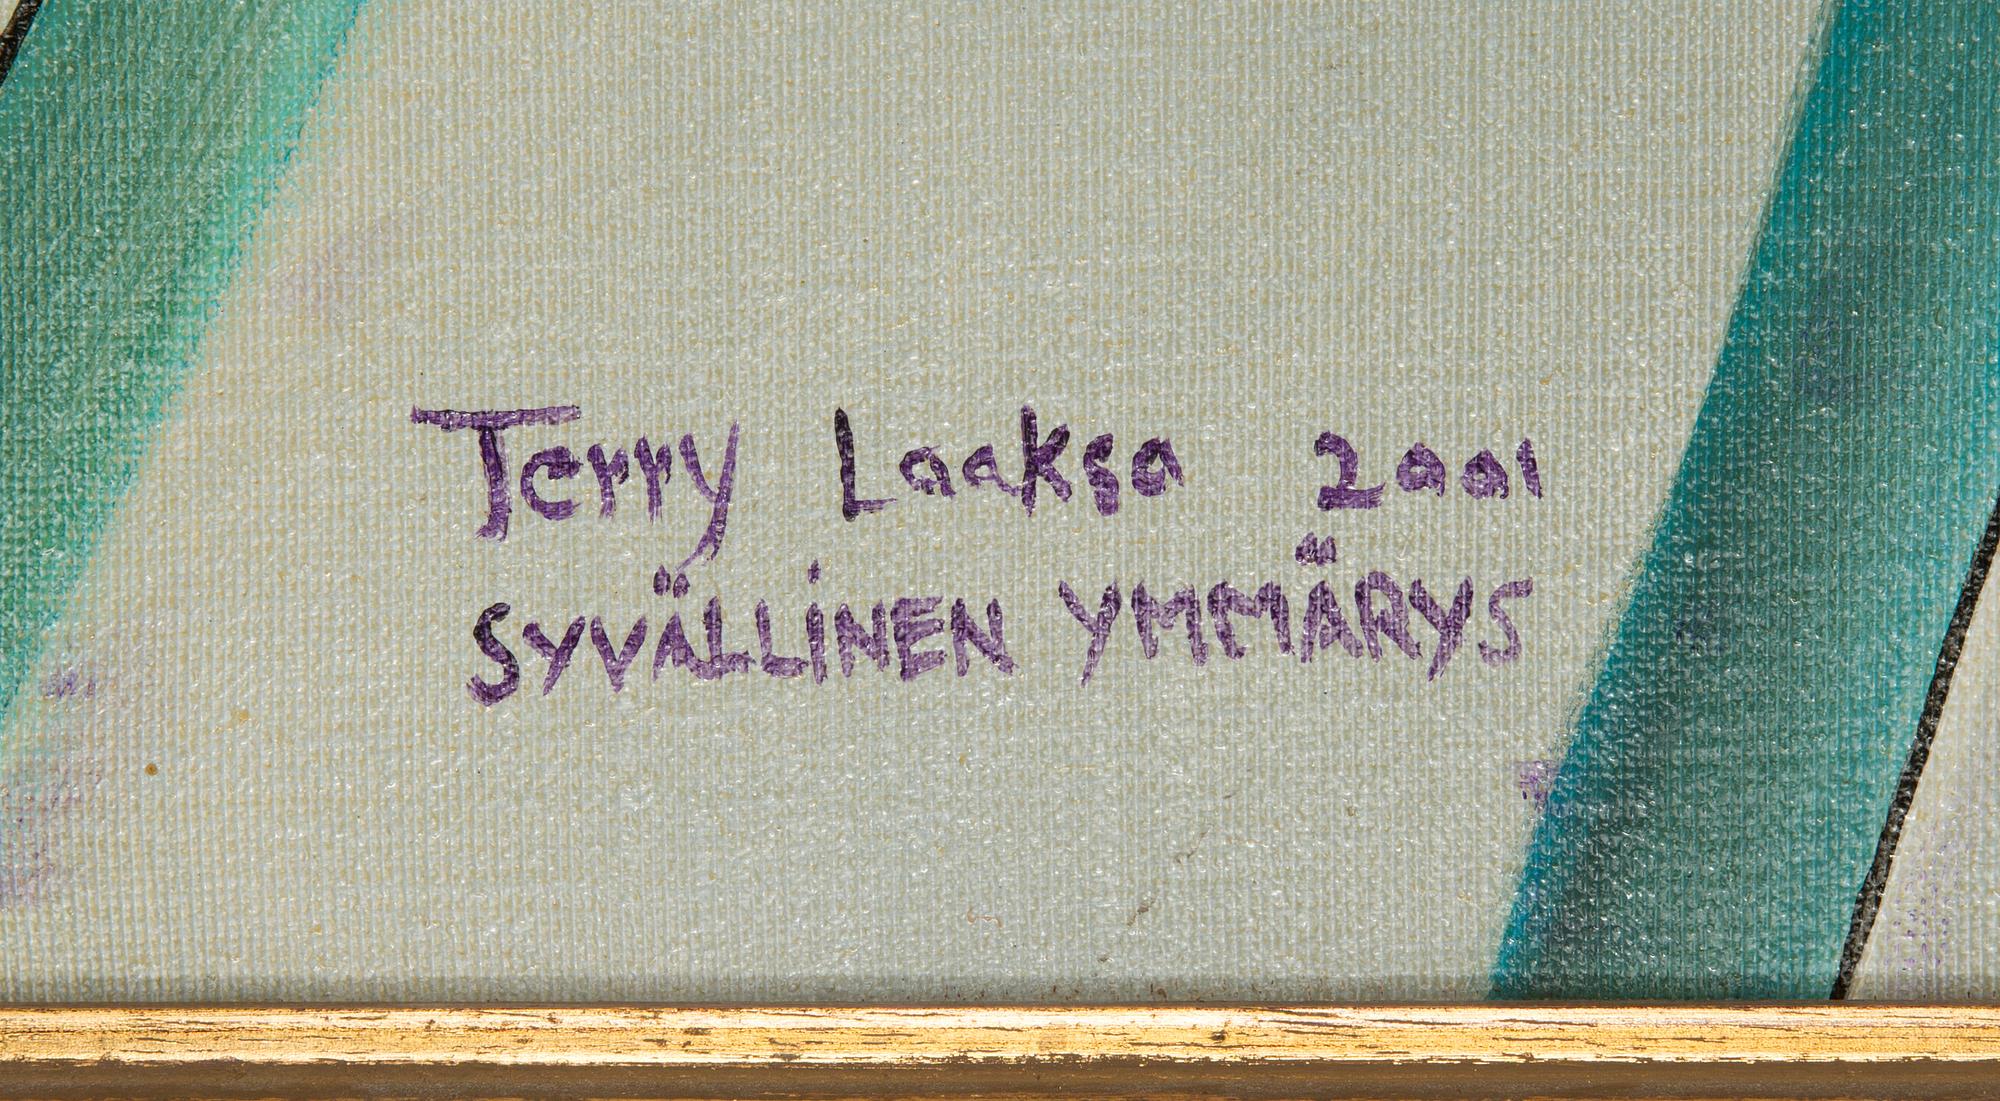 Terry Laaksa 2001
SYVÄLLiNEN YMMÄRYS